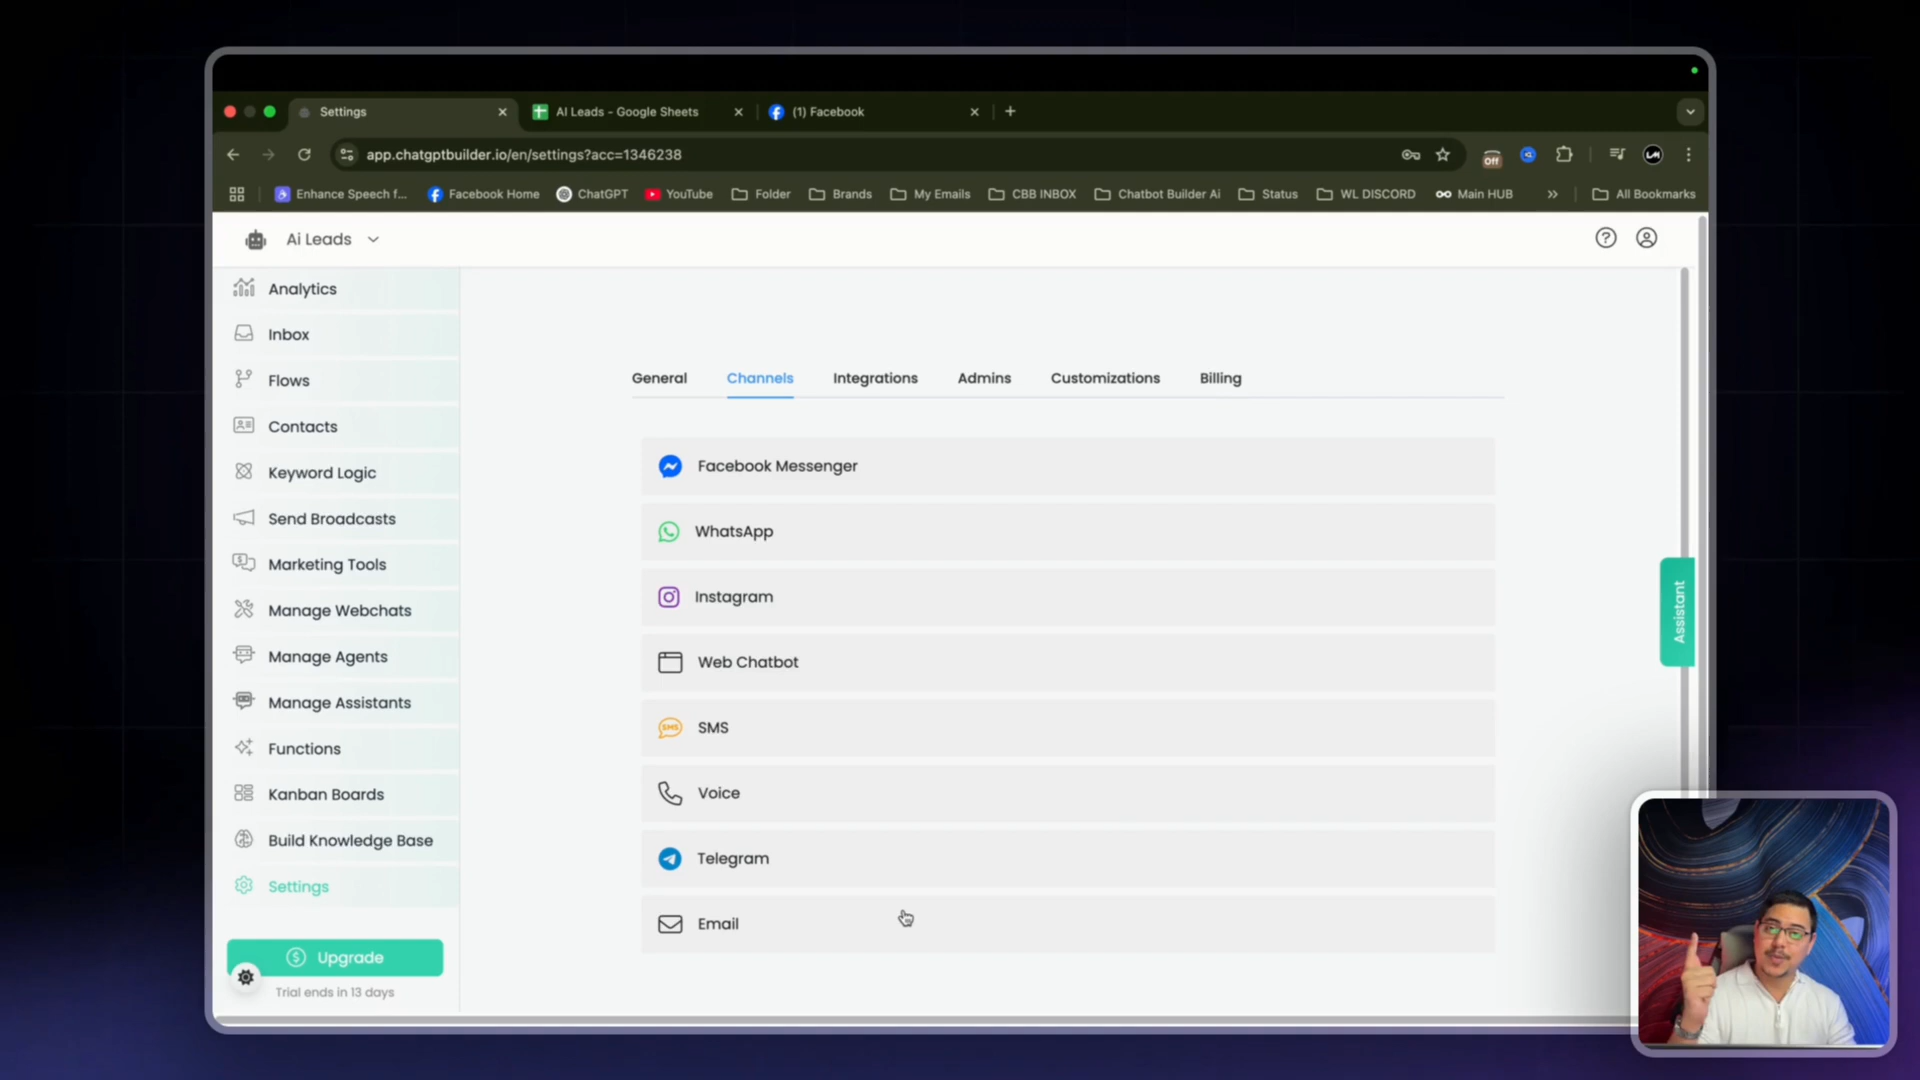 Settings
AI Leads - Google Sheets
(1) Facebook
app.chatgptbuilder.io/en/settings?acc=1346238
Off
Enhance Speech f...
Facebook Home
ChatGPT
YouTube
Folder
Brands
My Emails
CBB INBOX
Chatbot Builder Ai
Status
WL DISCORD
Main HUB
»
All Bookmarks
Ai Leads
Analytics
Inbox
Flows
Contacts
Keyword Logic
Send Broadcasts
Marketing Tools
Manage Webchats
Manage Agents
Manage Assistants
Functions
Kanban Boards
Build Knowledge Base
Settings
Upgrade
Trial ends in 13 days
General
Channels
Integrations
Admins
Customizations
Billing
Facebook Messenger
WhatsApp
Instagram
Web Chatbot
SMS
SMS
Voice
Telegram
Email
Assistant